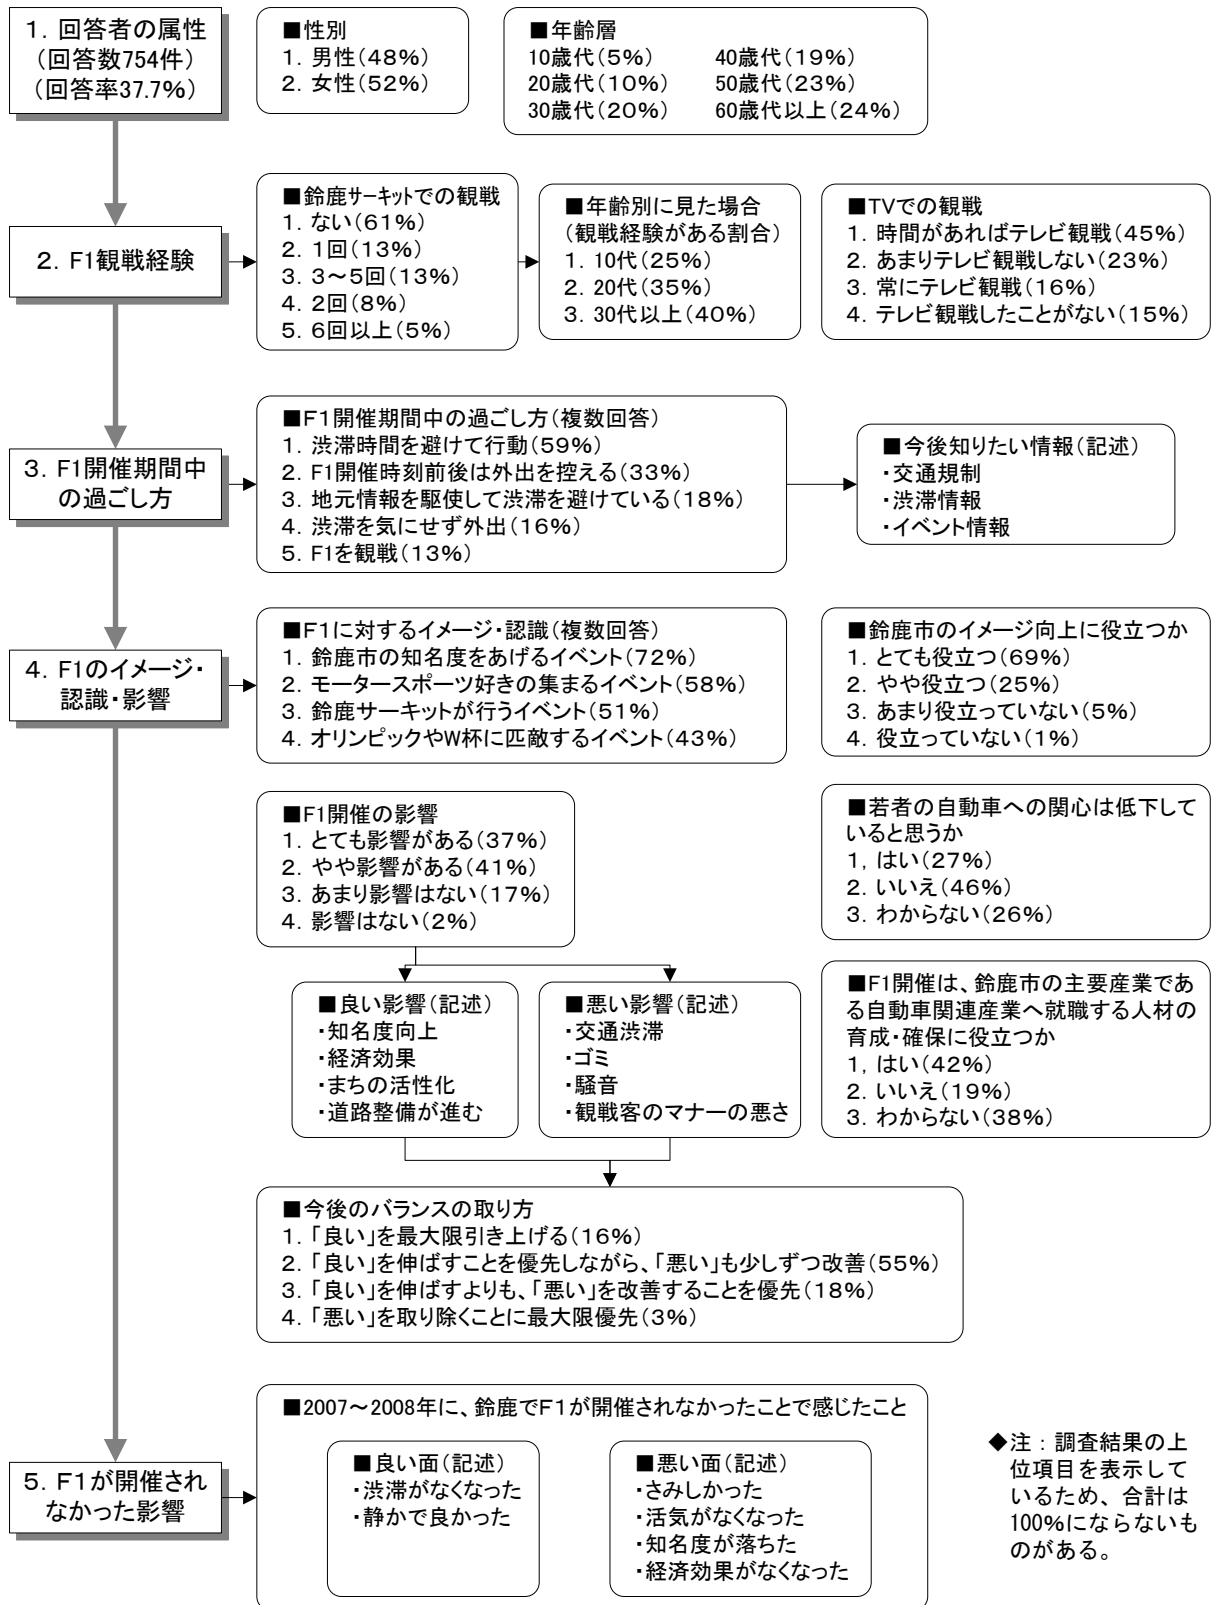 1．回答者の属性
（回答数754件）
（回答率37.7％）
■性別
1．男性（48％）
2．女性（52％）
■年齢層
10歳代（5％）　40歳代（19％）
20歳代（10％）　50歳代（23％）
30歳代（20％）　60歳代以上（24％）
2．F1観戦経験
■鈴鹿サーキットでの観戦
1．ない（61％）
2．1回（13％）
3．3～5回（13％）
4．2回（8％）
5．6回以上（5％）
■年齢別に見た場合
（観戦経験がある割合）
1．10代（25％）
2．20代（35％）
3．30代以上（40％）
■TVでの観戦
1．時間があればテレビ観戦（45％）
2．あまりテレビ観戦しない（23％）
3．常にテレビ観戦（16％）
4．テレビ観戦したことがない（15％）
3．F1開催期間中
の過ごし方
■F1開催期間中の過ごし方（複数回答）
1．渋滞時間を避けて行動（59％）
2．F1開催時刻前後は外出を控える（33％）
3．地元情報を駆使して渋滞を避けている（18％）
4．渋滞を気にせず外出（16％）
5．F1を観戦（13％）
■今後知りたい情報（記述）
・交通規制
・渋滞情報
・イベント情報
4．F1のイメージ・
認識・影響
■F1に対するイメージ・認識（複数回答）
1．鈴鹿市の知名度をあげるイベント（72％）
2．モータースポーツ好きの集まるイベント（58％）
3．鈴鹿サーキットが行うイベント（51％）
4．オリンピックやW杯に匹敵するイベント（43％）
■鈴鹿市のイメージ向上に役立つか
1．とても役立つ（69％）
2．やや役立つ（25％）
3．あまり役立っていない（5％）
4．役立っていない（1％）
■F1開催の影響
1．とても影響がある（37％）
2．やや影響がある（41％）
3．あまり影響はない（17％）
4．影響はない（2％）
■若者の自動車への関心は低下して
いると思うか
1，はい（27％）
2．いいえ（46％）
3．わからない（26％）
■良い影響（記述）
・知名度向上
・経済効果
・まちの活性化
・道路整備が進む
■悪い影響（記述）
・交通渋滞
・ゴミ
・騒音
・観戦客のマナーの悪さ
■F1開催は、鈴鹿市の主要産業であ
る自動車関連産業へ就職する人材の
育成・確保に役立つか
1，はい（42％）
2．いいえ（19％）
3．わからない（38％）
■今後のバランスの取り方
1．「良い」を最大限引き上げる（16％）
2．「良い」を伸ばすことを優先しながら、「悪い」も少しずつ改善（55％）
3．「良い」を伸ばすよりも、「悪い」を改善することを優先（18％）
4．「悪い」を取り除くことに最大限優先（3％）
5．F1が開催され
なかった影響
■2007～2008年に、鈴鹿でF1が開催されなかったことで感じたこと
■良い面（記述）
・渋滞がなくなった
・静かで良かった
■悪い面（記述）
・さみしかった
・活気がなくなった
・知名度が落ちた
・経済効果がなくなった
◆注：調査結果の上
位項目を表示して
いるため、合計は
100％にならないも
のがある。